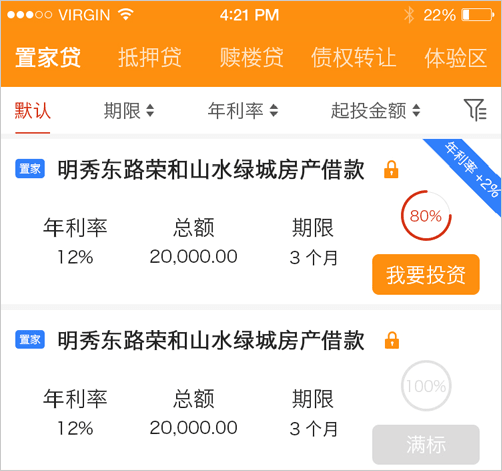 VIRGIN 4:21 PM 22%
置家贷 抵押贷 赎楼贷 债权转让 体验区
默认 期限 年利率 起投金额
年利率 +2%
置家 明秀东路荣和山水绿城房产借款
年利率 总额 期限 80%
12% 20,000.00 3 个月
我要投资
置家 明秀东路荣和山水绿城房产借款
年利率 总额 期限 100%
12% 20,000.00 3 个月
满标